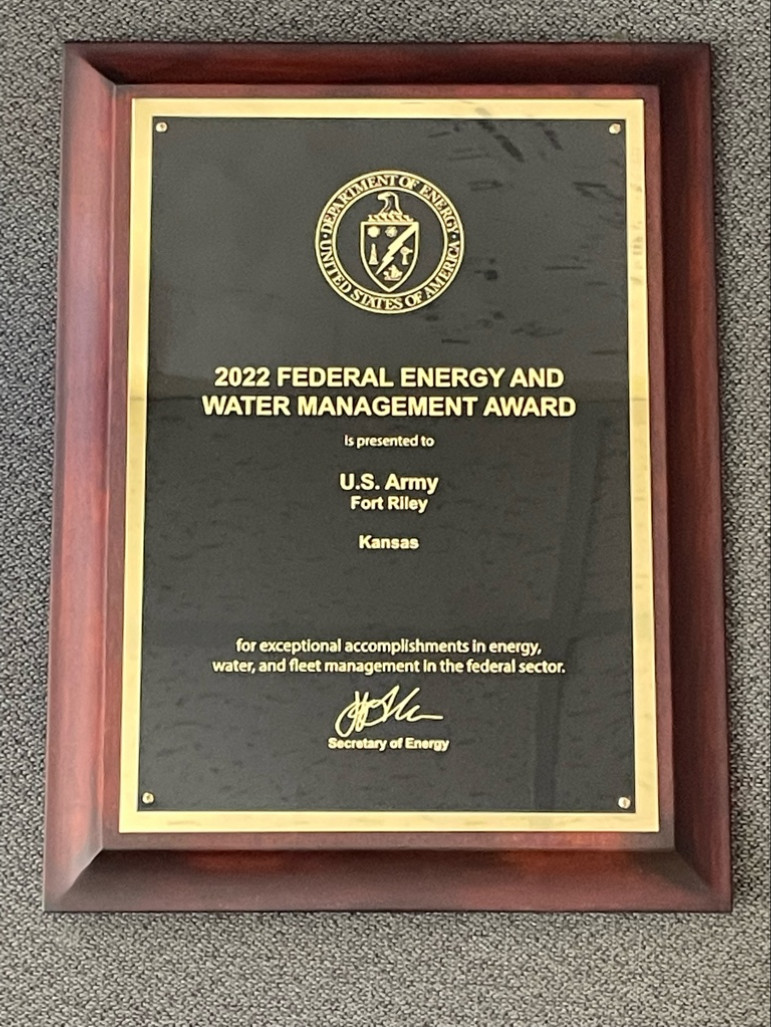 · DEPARTMENT OF ENERGY ·
UNITED STATES OF AMERICA
2022 FEDERAL ENERGY AND
WATER MANAGEMENT AWARD
is presented to
U.S. Army
Fort Riley
Kansas
for exceptional accomplishments in energy,
water, and fleet management in the federal sector.
Secretary of Energy